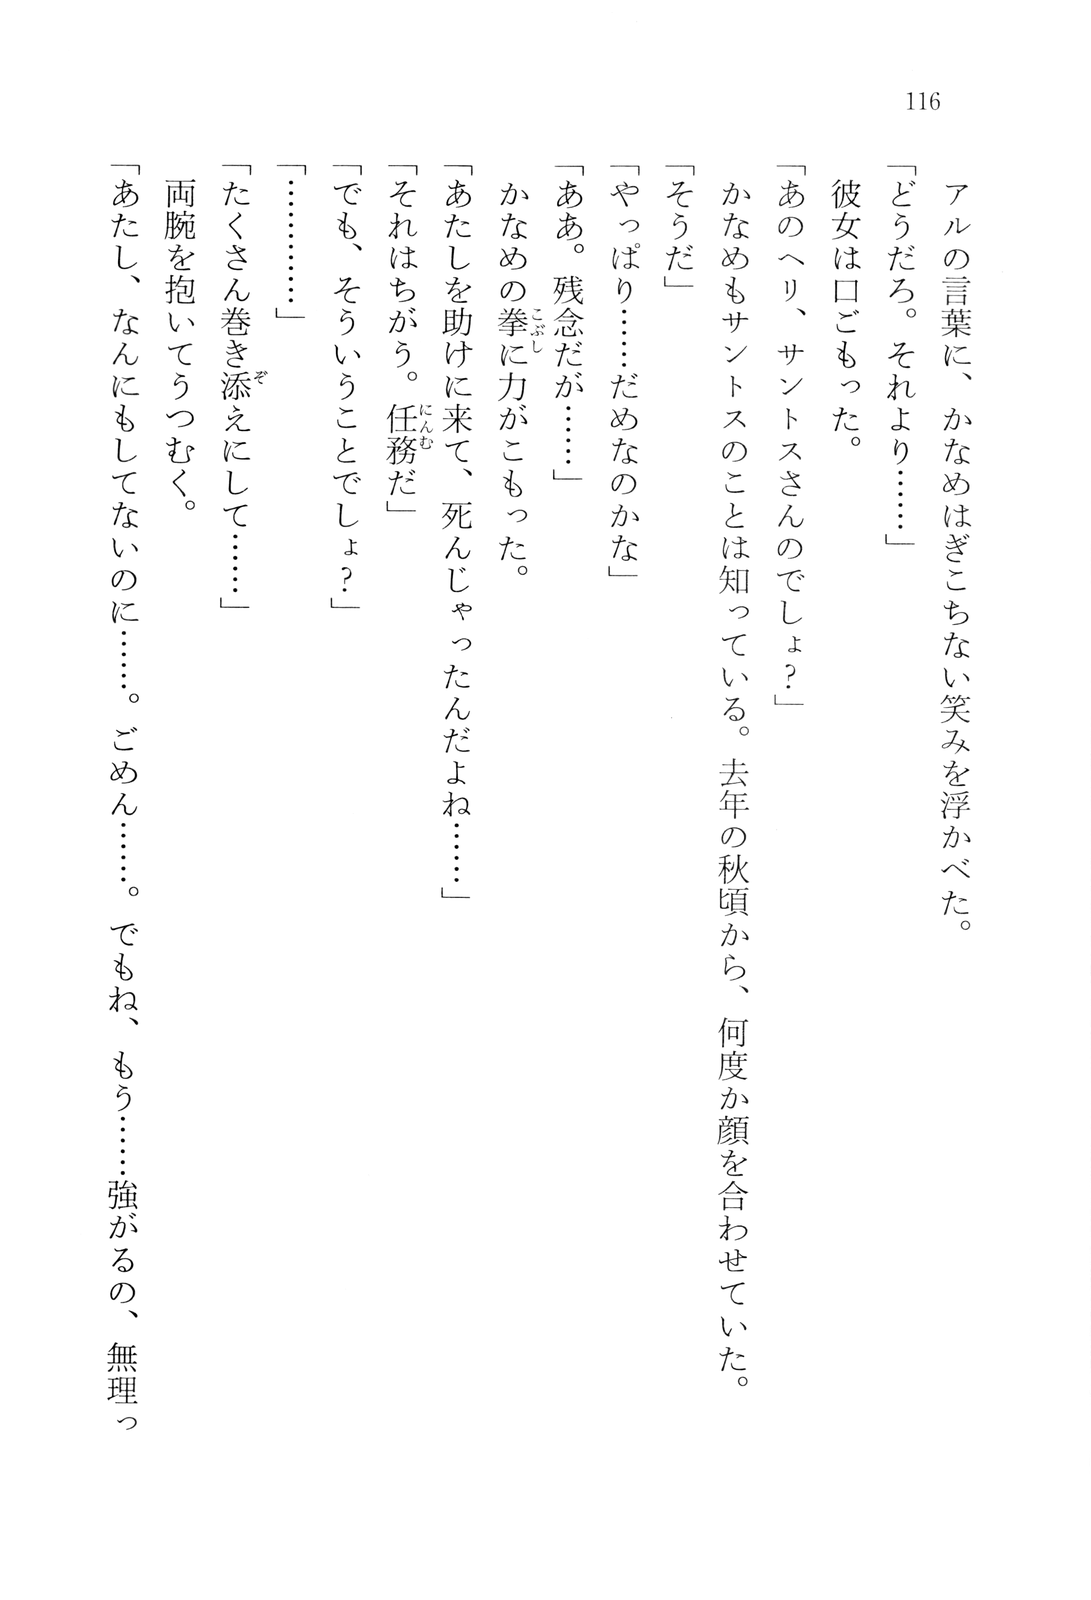 116
アルの言葉に、かなめはぎこちない笑みを浮かべた。
「どうだろ。それより……」
彼女は口ごもった。
「あのヘリ、サントスさんのでしょ？」
かなめもサントスのことは知っている。去年の秋頃から、何度か顔を合わせていた。
「そうだ」
「やっぱり……だめなのかな」
「ああ。残念だが……」
かなめの拳に力がこもった。
こぶし
「あたしを助けに来て、死んじゃったんだよね……」
「それはちがう。任務だ」
にんむ
「でも、そういうことでしょ？」
「…………」
「たくさん巻き添えにして……」
ぞ
両腕を抱いてうつむく。
「あたし、なんにもしてないのに……。ごめん……。でもね、もう……強がるの、無理っ